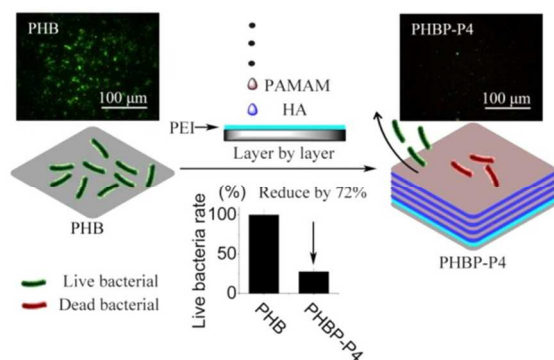 PHB
100 μm
PAMAM
HA
PEI
Layer by layer
PHBP-P4
100 μm
PHB
(%)
Reduce by 72%
Live bacteria rate
100
50
0
PHB
PHBP-P4
PHBP-P4
Live bacterial
Dead bacterial